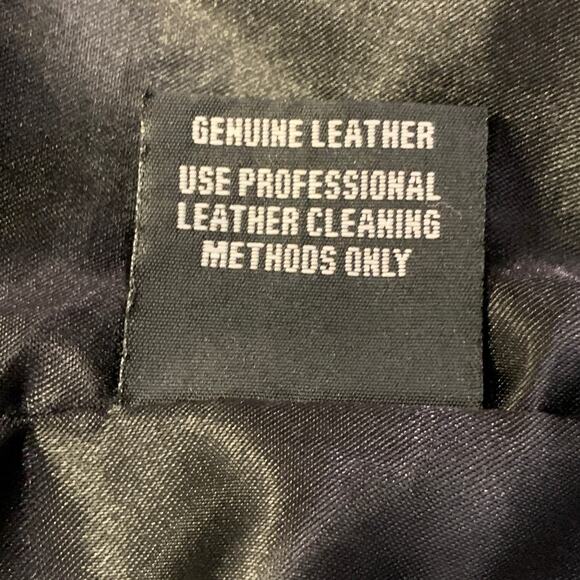 GENUINE LEATHER
USE PROFESSIONAL
LEATHER CLEANING
METHODS ONLY